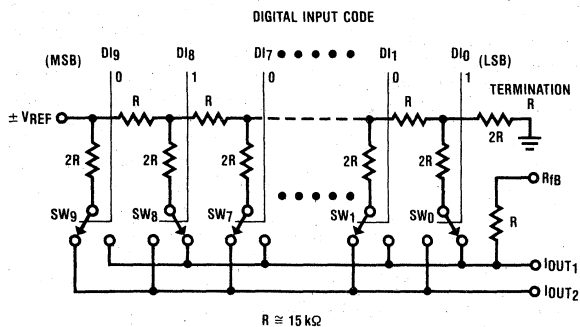 DIGITAL INPUT CODE
(MSB) DI9 DI8 DI7 DI1 DI0 (LSB)
0 1 0 0 1
TERMINATION
R R R R
± VREF
2R
2R 2R 2R 2R 2R
RfB
SW9 SW8 SW7 SW1 SW0
R
IOUT1
IOUT2
R ≅ 15 kΩ